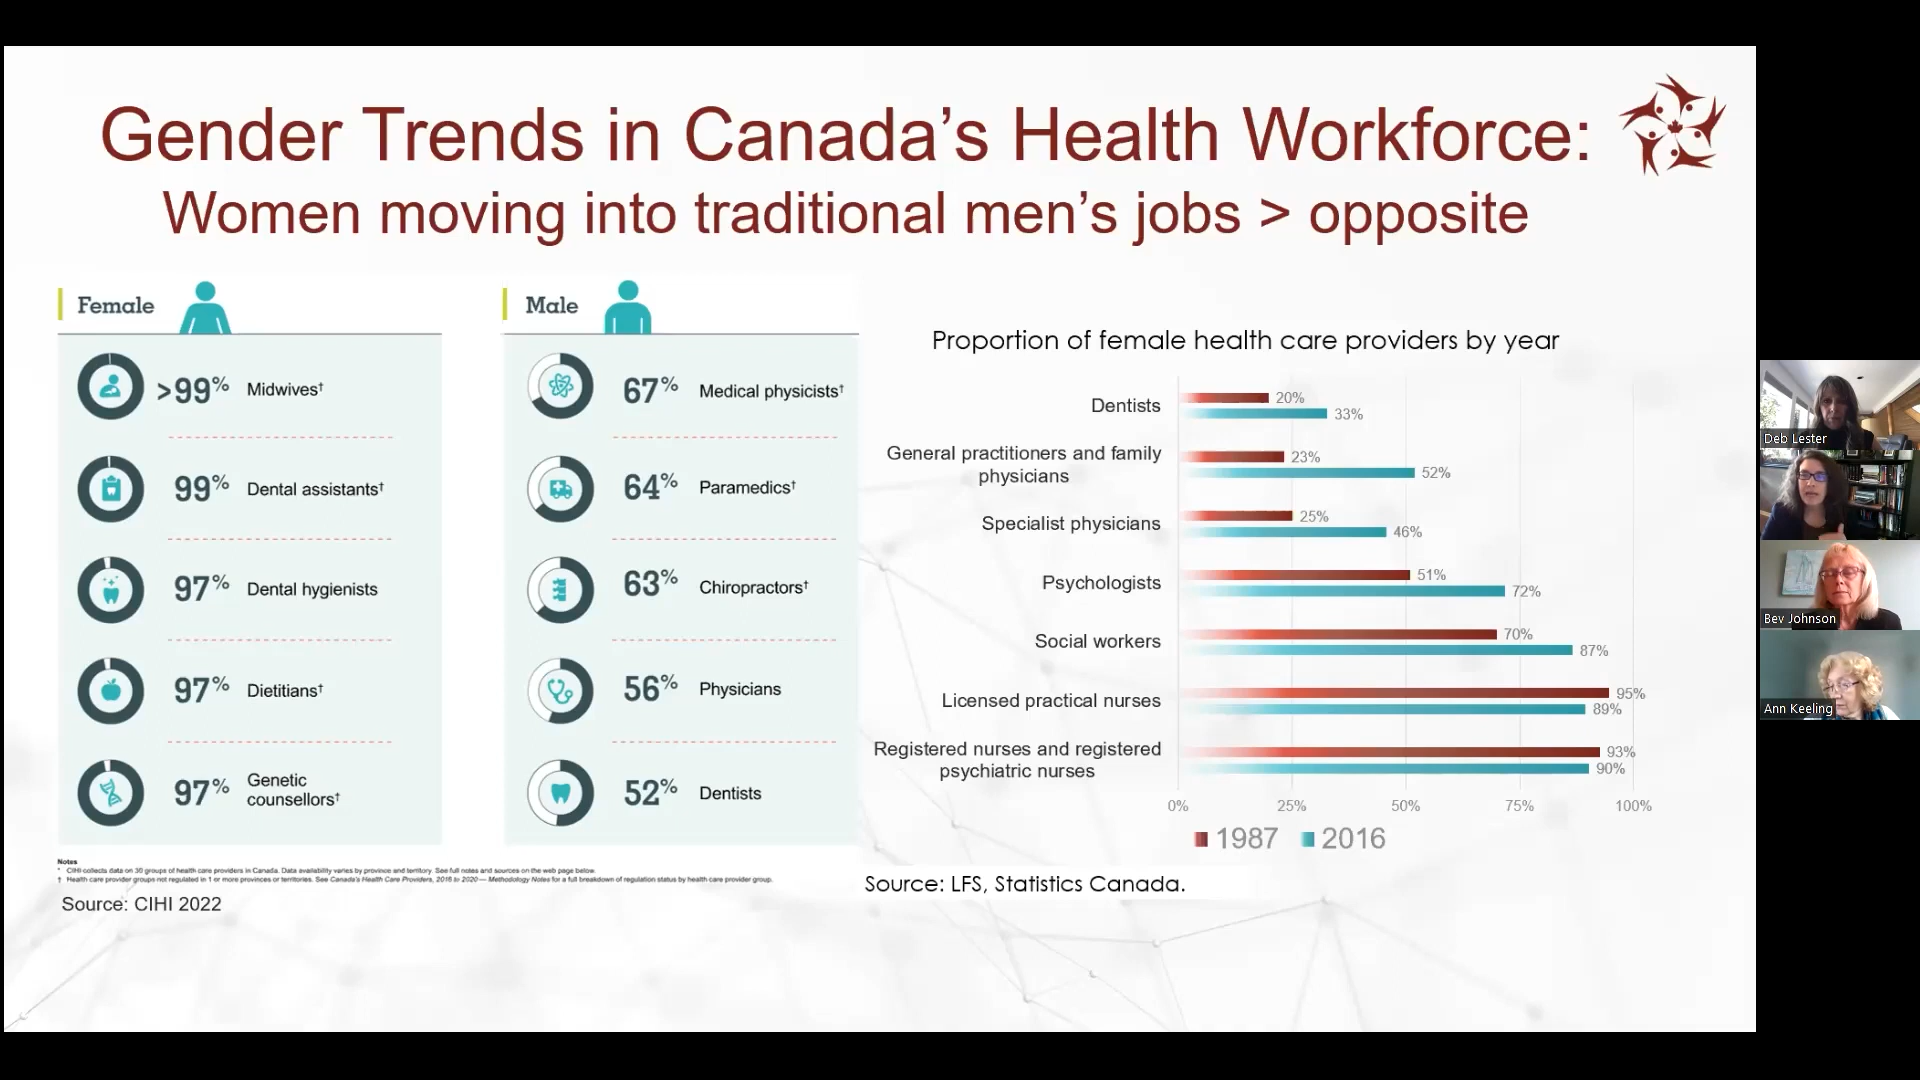 Gender Trends in Canada's Health Workforce:
Women moving into traditional men's jobs > opposite
Female
>99% Midwives†
99% Dental assistants†
97% Dental hygienists
97% Dietitians†
97% Genetic
counsellors†
Male
67% Medical physicists†
64% Paramedics†
63% Chiropractors†
56% Physicians
52% Dentists
Notes
* CIHI collects data on 30 groups of health care providers in Canada. Data availability varies by province and territory. See full notes and sources on the web page below.
† Health care provider groups not regulated in 1 or more provinces or territories. See Canada's Health Care Providers, 2016 to 2020 — Methodology Notes for a full breakdown of regulation status by health care provider group.
Source: CIHI 2022
Proportion of female health care providers by year
Dentists
20%
33%
General practitioners and family
physicians
23%
52%
Specialist physicians
25%
46%
Psychologists
51%
72%
Social workers
70%
87%
Licensed practical nurses
95%
89%
Registered nurses and registered
psychiatric nurses
93%
90%
0% 25% 50% 75% 100%
1987 2016
Source: LFS, Statistics Canada.
Deb Lester
Bev Johnson
Ann Keeling